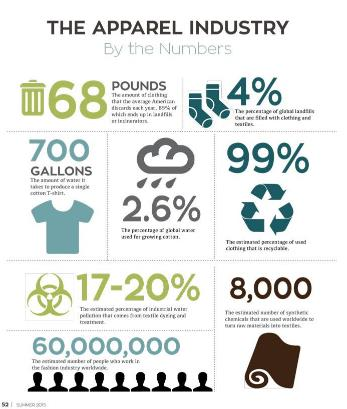 THE APPAREL INDUSTRY
By the Numbers
68
POUNDS
The amount of clothing
that the average American
discards each year. 85% of
which ends up in landfills
or incinerators.
4%
The percentage of global landfills
that are filled with clothing and
textiles.
700
GALLONS
The amount of water it
takes to produce a single
cotton T-shirt.
2.6%
The percentage of global water
used for growing cotton.
99%
The estimated percentage of used
clothing that is recyclable.
17-20%
The estimated percentage of industrial water
pollution that comes from textile dyeing and
treatment.
8,000
The estimated number of synthetic
chemicals that are used worldwide to
turn raw materials into textiles.
60,000,000
The estimated number of people who work in
the fashion industry worldwide.
52 | SUMMER 2015